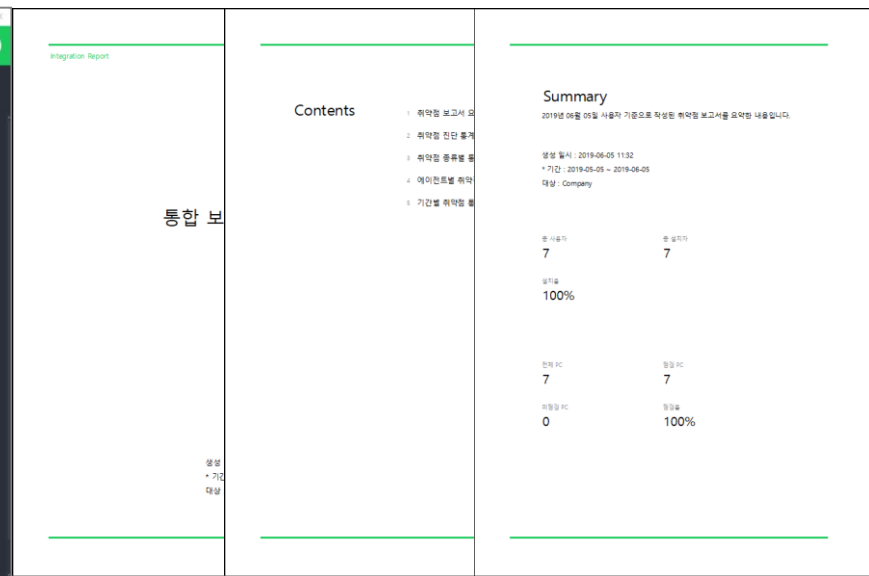 Integration Report
통합 보
생성
* 기간
대상
Contents
1 취약점 보고서 요
2 취약점 진단 통계
3 취약점 종류별 통
4 에이전트별 취약
5 기간별 취약점 통
Summary
2019년 06월 05일 사용자 기준으로 작성된 취약점 보고서를 요약한 내용입니다.
생성 일시 : 2019-06-05 11:32
* 기간 : 2019-05-05 ~ 2019-06-05
대상 : Company
총 사용자 총 설치자
7 7
설치율
100%
전체 PC 점검 PC
7 7
미점검 PC 점검율
0 100%